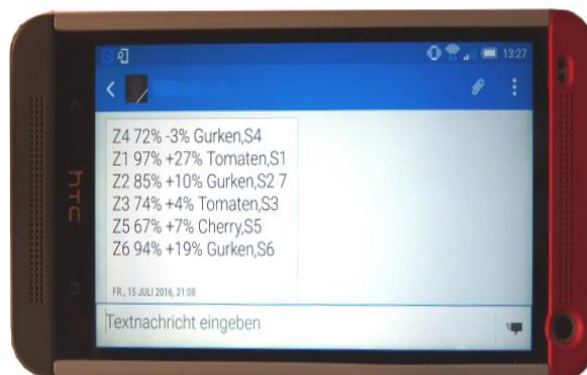 13:27
Z4 72% -3% Gurken,S4
Z1 97% +27% Tomaten,S1
Z2 85% +10% Gurken,S2 7
Z3 74% +4% Tomaten,S3
Z5 67% +7% Cherry,S5
Z6 94% +19% Gurken,S6
FR., 15 JULI 2016, 21:08
Textnachricht eingeben
hTC